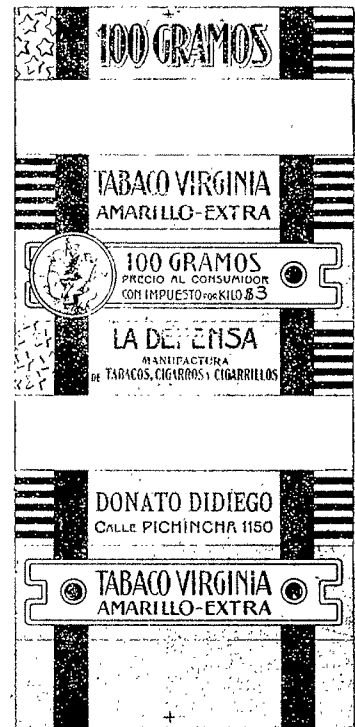 100 GRAMOS
TABACO VIRGINIA
AMARILLO-EXTRA
100 GRAMOS
PRECIO AL CONSUMIDOR
CON IMPUESTO POR KILO $3
LA DEFENSA
MANUFACTURA
DE TABACOS, CIGARROS Y CIGARRILLOS
DONATO DIDIEGO
CALLE PICHINCHA 1150
TABACO VIRGINIA
AMARILLO-EXTRA